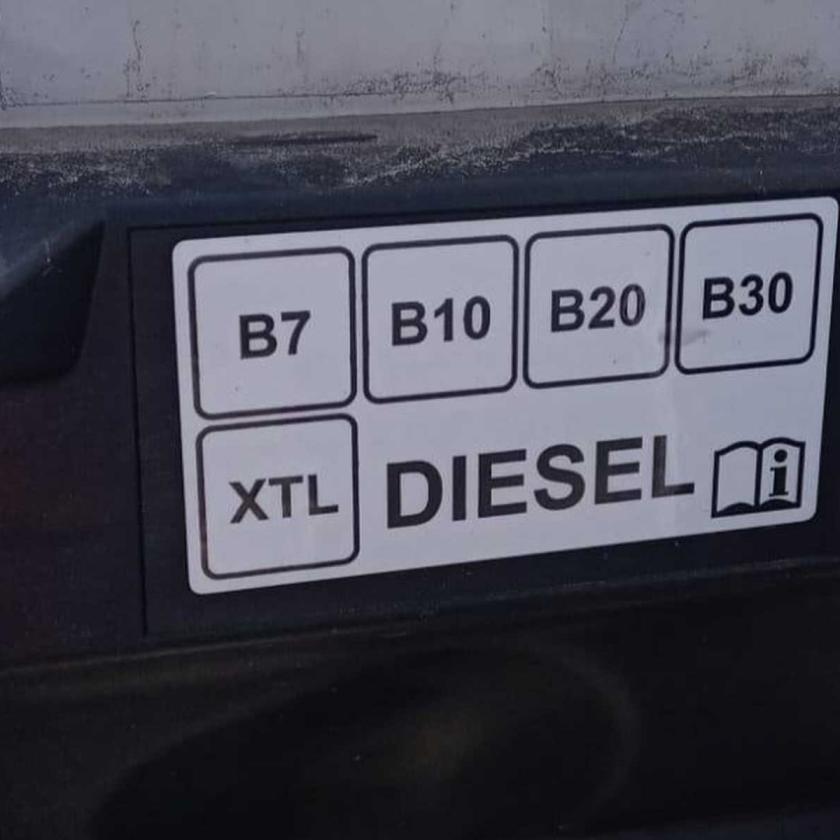 B7 B10 B20 B30
XTL DIESEL i